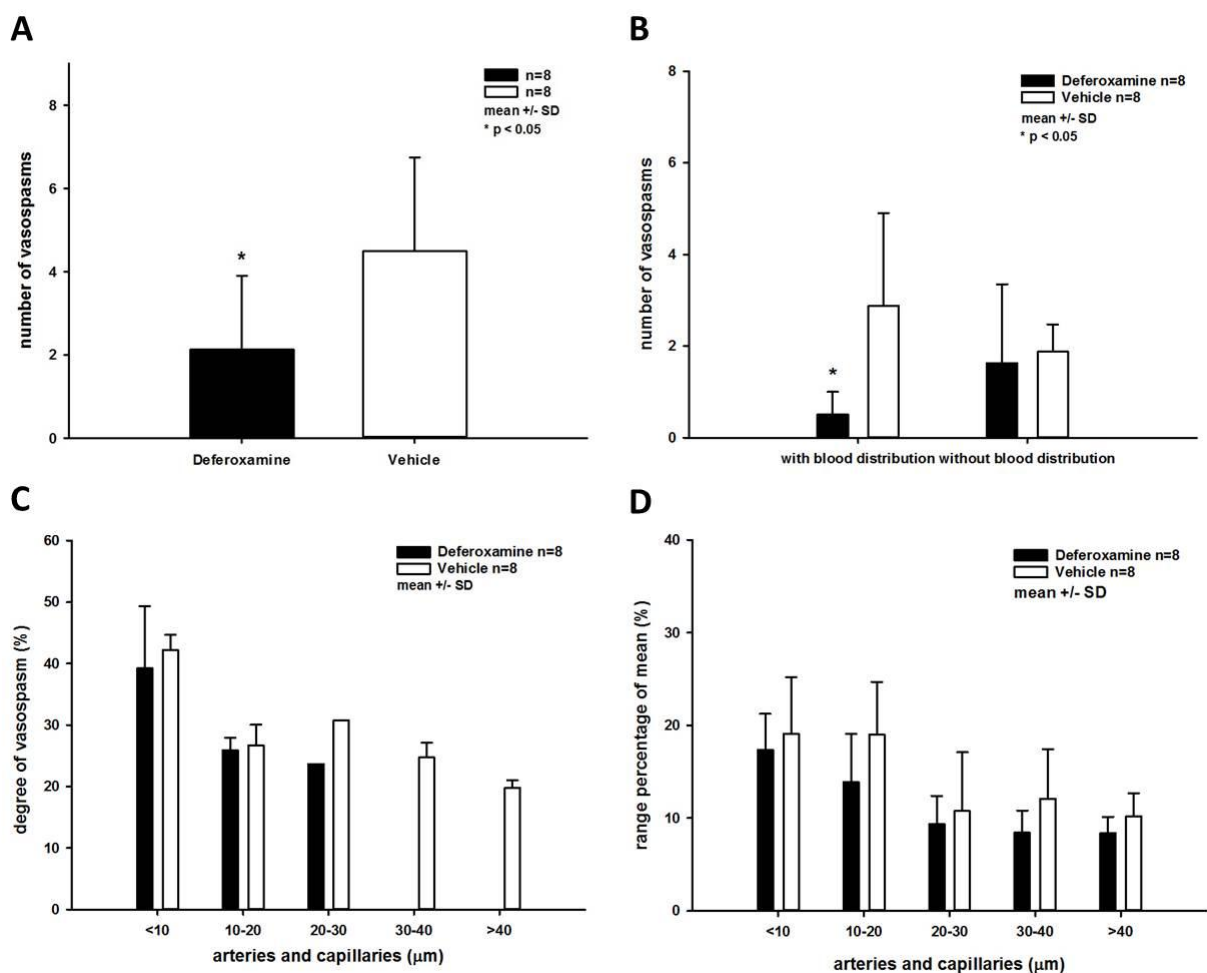 A
n=8
n=8
mean +/- SD
* p < 0.05
8
6
4
2
0
number of vasospasms
*
Deferoxamine
Vehicle
B
Deferoxamine n=8
Vehicle n=8
mean +/- SD
* p < 0.05
8
6
4
2
0
number of vasospasms
*
with blood distribution without blood distribution
C
Deferoxamine n=8
Vehicle n=8
mean +/- SD
60
50
40
30
20
10
0
degree of vasospasm (%)
<10 10-20 20-30 30-40 >40
arteries and capillaries (µm)
D
Deferoxamine n=8
Vehicle n=8
mean +/- SD
40
30
20
10
0
range percentage of mean (%)
<10 10-20 20-30 30-40 >40
arteries and capillaries (µm)